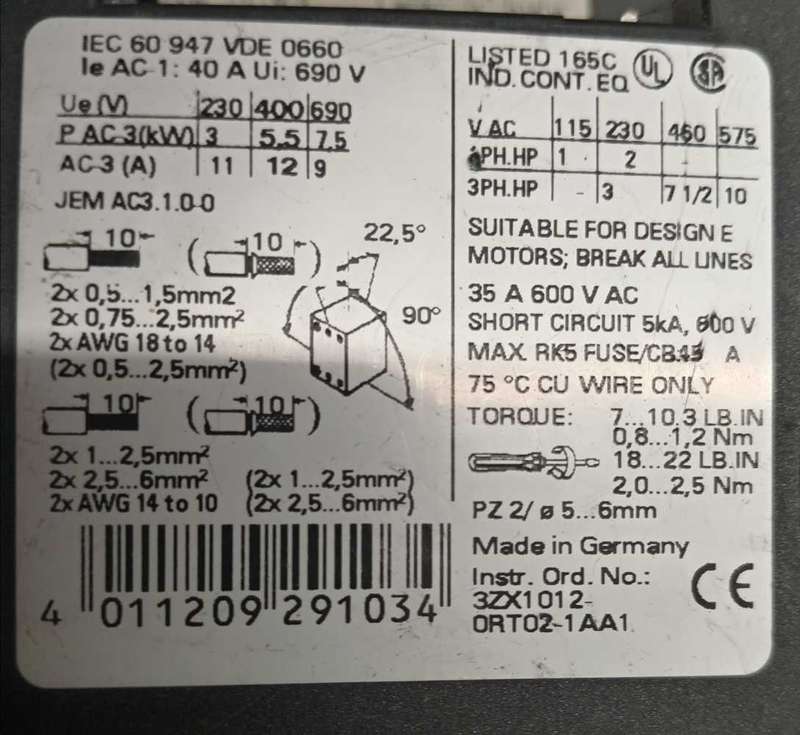 IEC 60 947 VDE 0660
Ie AC-1: 40 A Ui: 690 V
Ue (V) 230 400 690
P AC-3(kW) 3 5,5 7,5
AC-3 (A) 11 12 9
JEM AC3.1.0-0
10 (10) 22,5°
2x 0,5...1,5mm2
2x 0,75...2,5mm²
2x AWG 18 to 14
(2x 0,5...2,5mm²)
90°
10 (10)
2x 1...2,5mm²
2x 2,5...6mm² (2x 1...2,5mm²)
2x AWG 14 to 10 (2x 2,5...6mm²)
4 011209 291034
LISTED 165C UL SA
IND. CONT. EQ
V AC 115 230 460 575
PH.HP 1 2
3PH.HP - 3 7 1/2 10
SUITABLE FOR DESIGN E
MOTORS; BREAK ALL LINES
35 A 600 V AC
SHORT CIRCUIT 5kA, 600 V
MAX. RK5 FUSE/CB:45 A
75 °C CU WIRE ONLY
TORQUE: 7...10.3 LB.IN
0,8...1,2 Nm
18...22 LB.IN
2,0...2,5 Nm
PZ 2/ ø 5...6mm
Made in Germany
Instr. Ord. No.:
3ZX1012-
0RT02-1AA1
CE